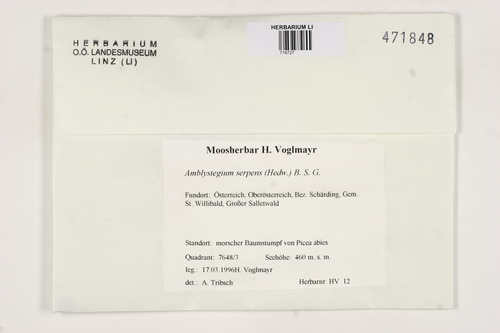 HERBARIUM
O.Ö. LANDESMUSEUM
LINZ (LI)
HERBARIUM LI
716727
471848
Moosherbar H. Voglmayr
Amblystegium serpens (Hedw.) B. S. G.
Fundort: Österreich, Oberösterreich, Bez. Schärding, Gem.
St. Willibald, Großer Salletwald
Standort: morscher Baumstumpf von Picea abies
Quadrant: 7648/3 Seehöhe: 460 m. s. m.
leg.: 17.03.1996H. Voglmayr
det.: A. Tribsch Herbarnr. HV 12